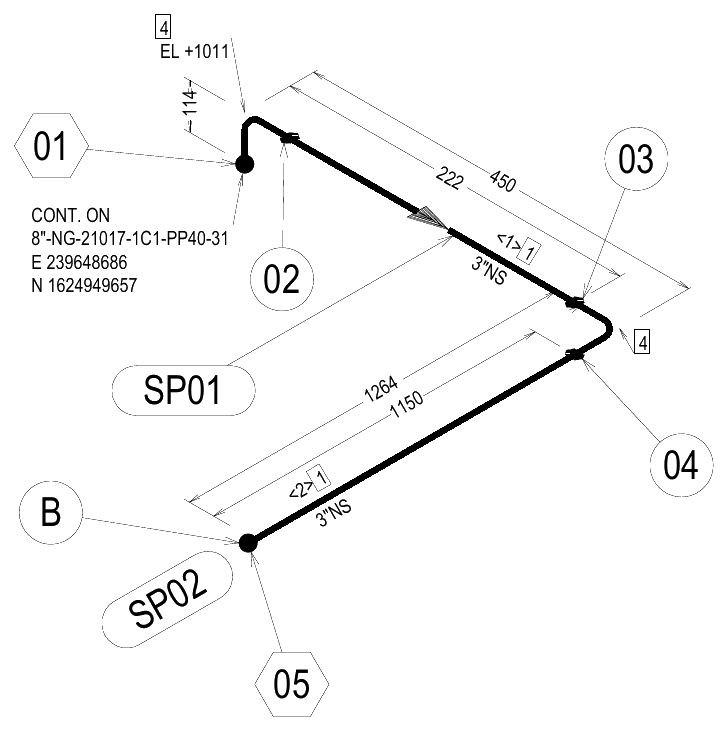 4
EL +1011
114
01
03
450
222
CONT. ON
8"-NG-21017-1C1-PP40-31
E 239648686
N 1624949657
02
<1> 1
3"NS
4
SP01
1264
1150
04
<2> 1
3"NS
B
SP02
05